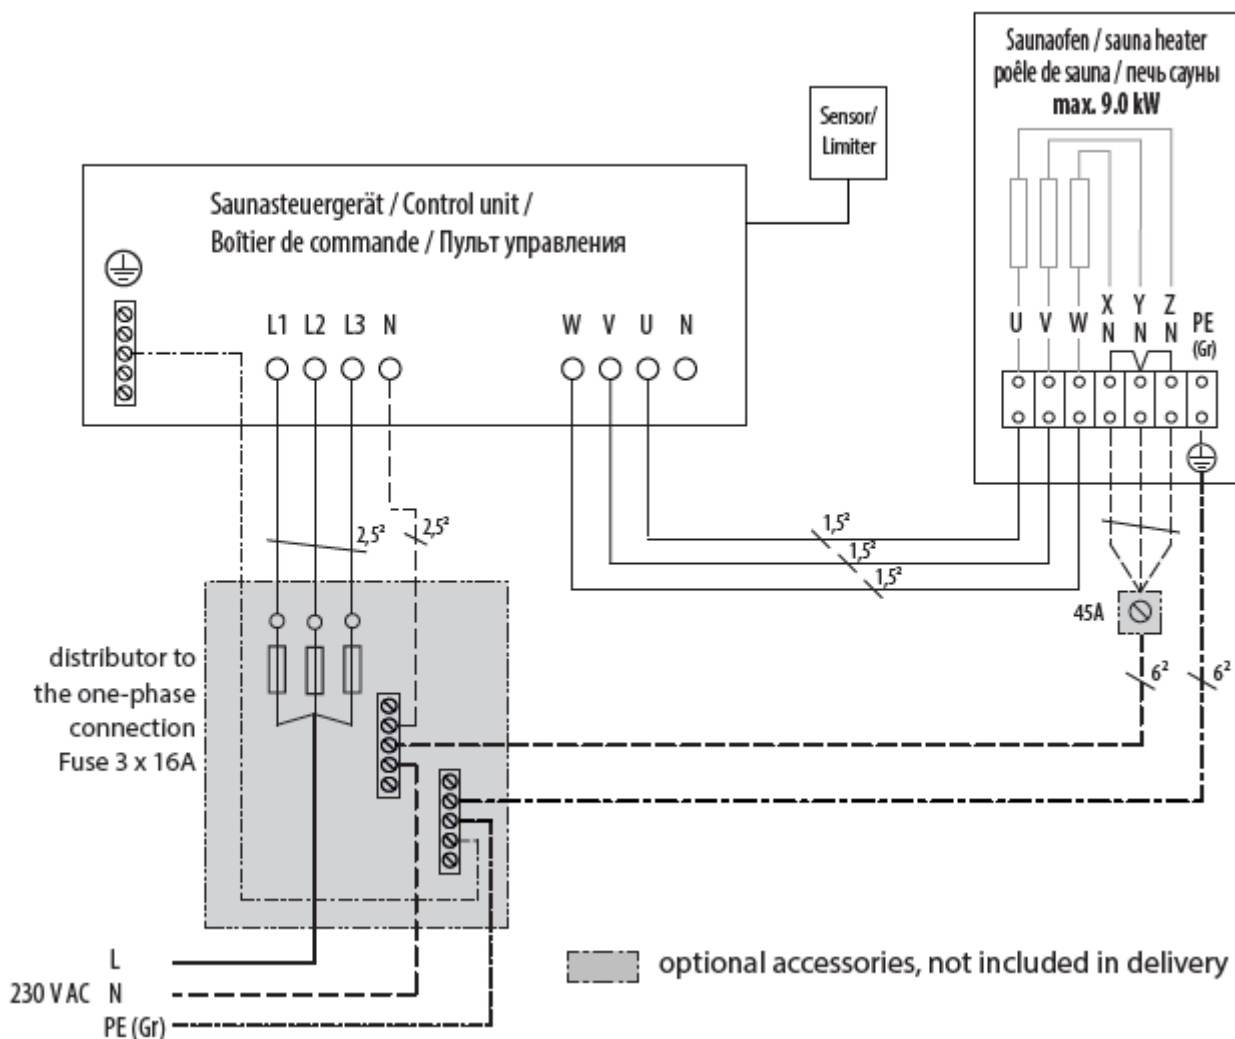 Saunaofen / sauna heater
poêle de sauna / печь сауны
max. 9.0 kW
Sensor/
Limiter
Saunasteuergerät / Control unit /
Boîtier de commande / Пульт управления
L1 L2 L3 N
W V U N
U V W
X Y Z
N N N
PE
(Gr)
2,5²
2,5²
1,5²
1,5²
1,5²
45A
6²
6²
distributor to
the one-phase
connection
Fuse 3 x 16A
L
230 V AC N
PE (Gr)
optional accessories, not included in delivery